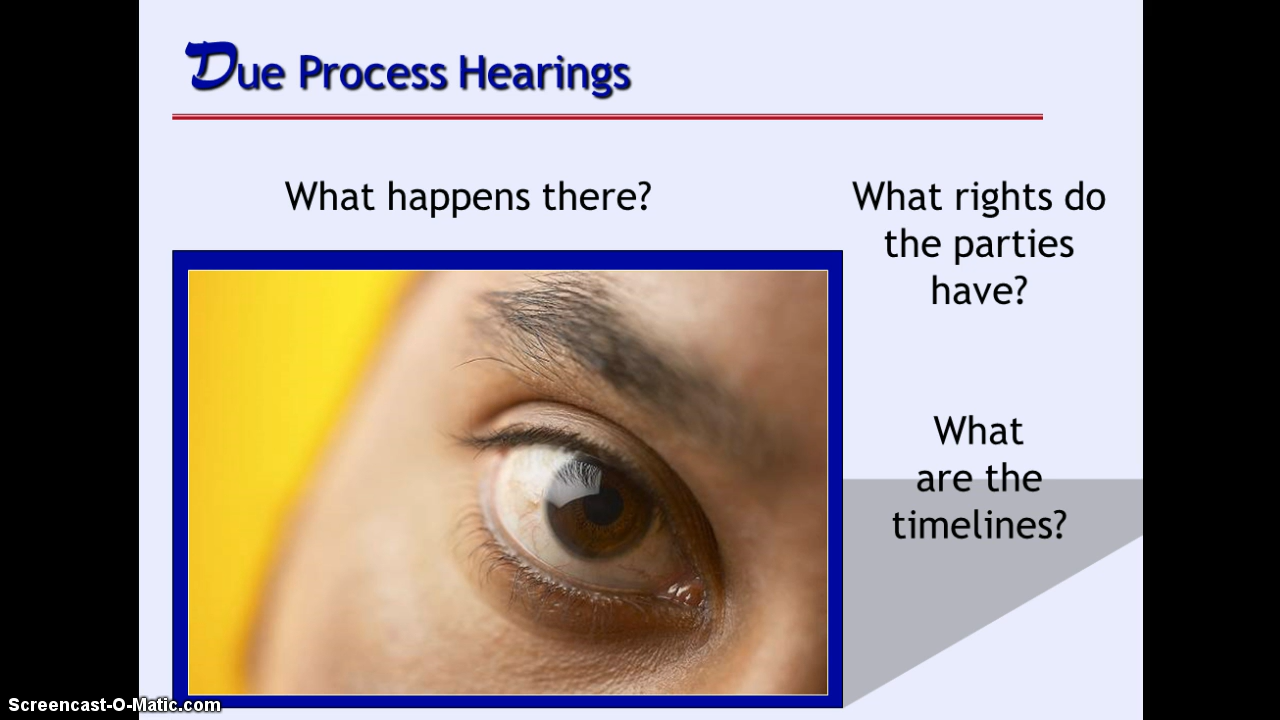 Due Process Hearings
What happens there?
What rights do
the parties
have?
What
are the
timelines?
Screencast-O-Matic.com